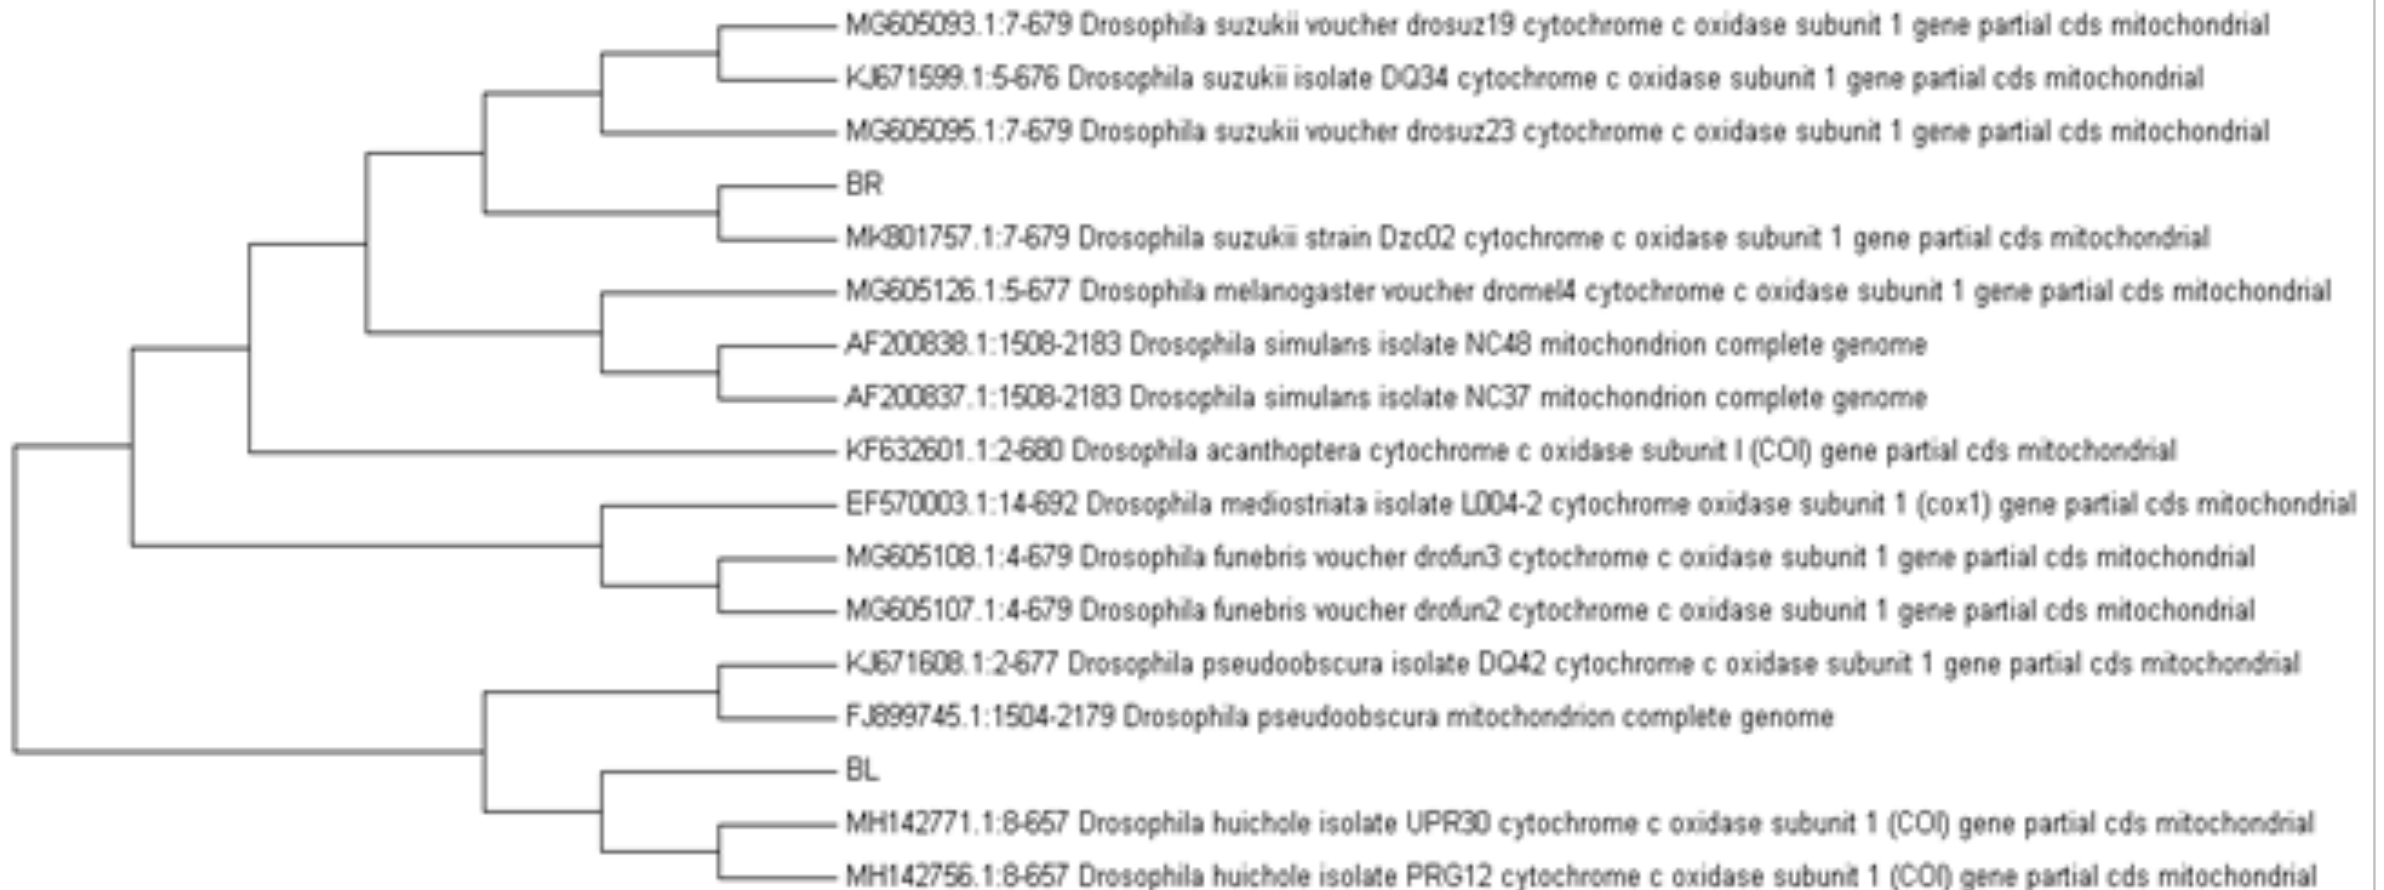 MG605093.1:7-679 Drosophila suzukii voucher drosuz19 cytochrome c oxidase subunit 1 gene partial cds mitochondrial
KJ671599.1:5-676 Drosophila suzukii isolate DQ34 cytochrome c oxidase subunit 1 gene partial cds mitochondrial
MG605095.1:7-679 Drosophila suzukii voucher drosuz23 cytochrome c oxidase subunit 1 gene partial cds mitochondrial
BR
MK801757.1:7-679 Drosophila suzukii strain Dzc02 cytochrome c oxidase subunit 1 gene partial cds mitochondrial
MG605126.1:5-677 Drosophila melanogaster voucher dromel4 cytochrome c oxidase subunit 1 gene partial cds mitochondrial
AF200838.1:1508-2183 Drosophila simulans isolate NC48 mitochondrion complete genome
AF200837.1:1508-2183 Drosophila simulans isolate NC37 mitochondrion complete genome
KF632601.1:2-680 Drosophila acanthoptera cytochrome c oxidase subunit I (COI) gene partial cds mitochondrial
EF570003.1:14-692 Drosophila mediostriata isolate L004-2 cytochrome oxidase subunit 1 (cox1) gene partial cds mitochondrial
MG605108.1:4-679 Drosophila funebris voucher drofun3 cytochrome c oxidase subunit 1 gene partial cds mitochondrial
MG605107.1:4-679 Drosophila funebris voucher drofun2 cytochrome c oxidase subunit 1 gene partial cds mitochondrial
KJ671608.1:2-677 Drosophila pseudoobscura isolate DQ42 cytochrome c oxidase subunit 1 gene partial cds mitochondrial
FJ899745.1:1504-2179 Drosophila pseudoobscura mitochondrion complete genome
BL
MH142771.1:8-657 Drosophila huichole isolate UPR30 cytochrome c oxidase subunit 1 (COI) gene partial cds mitochondrial
MH142756.1:8-657 Drosophila huichole isolate PRG12 cytochrome c oxidase subunit 1 (COI) gene partial cds mitochondrial